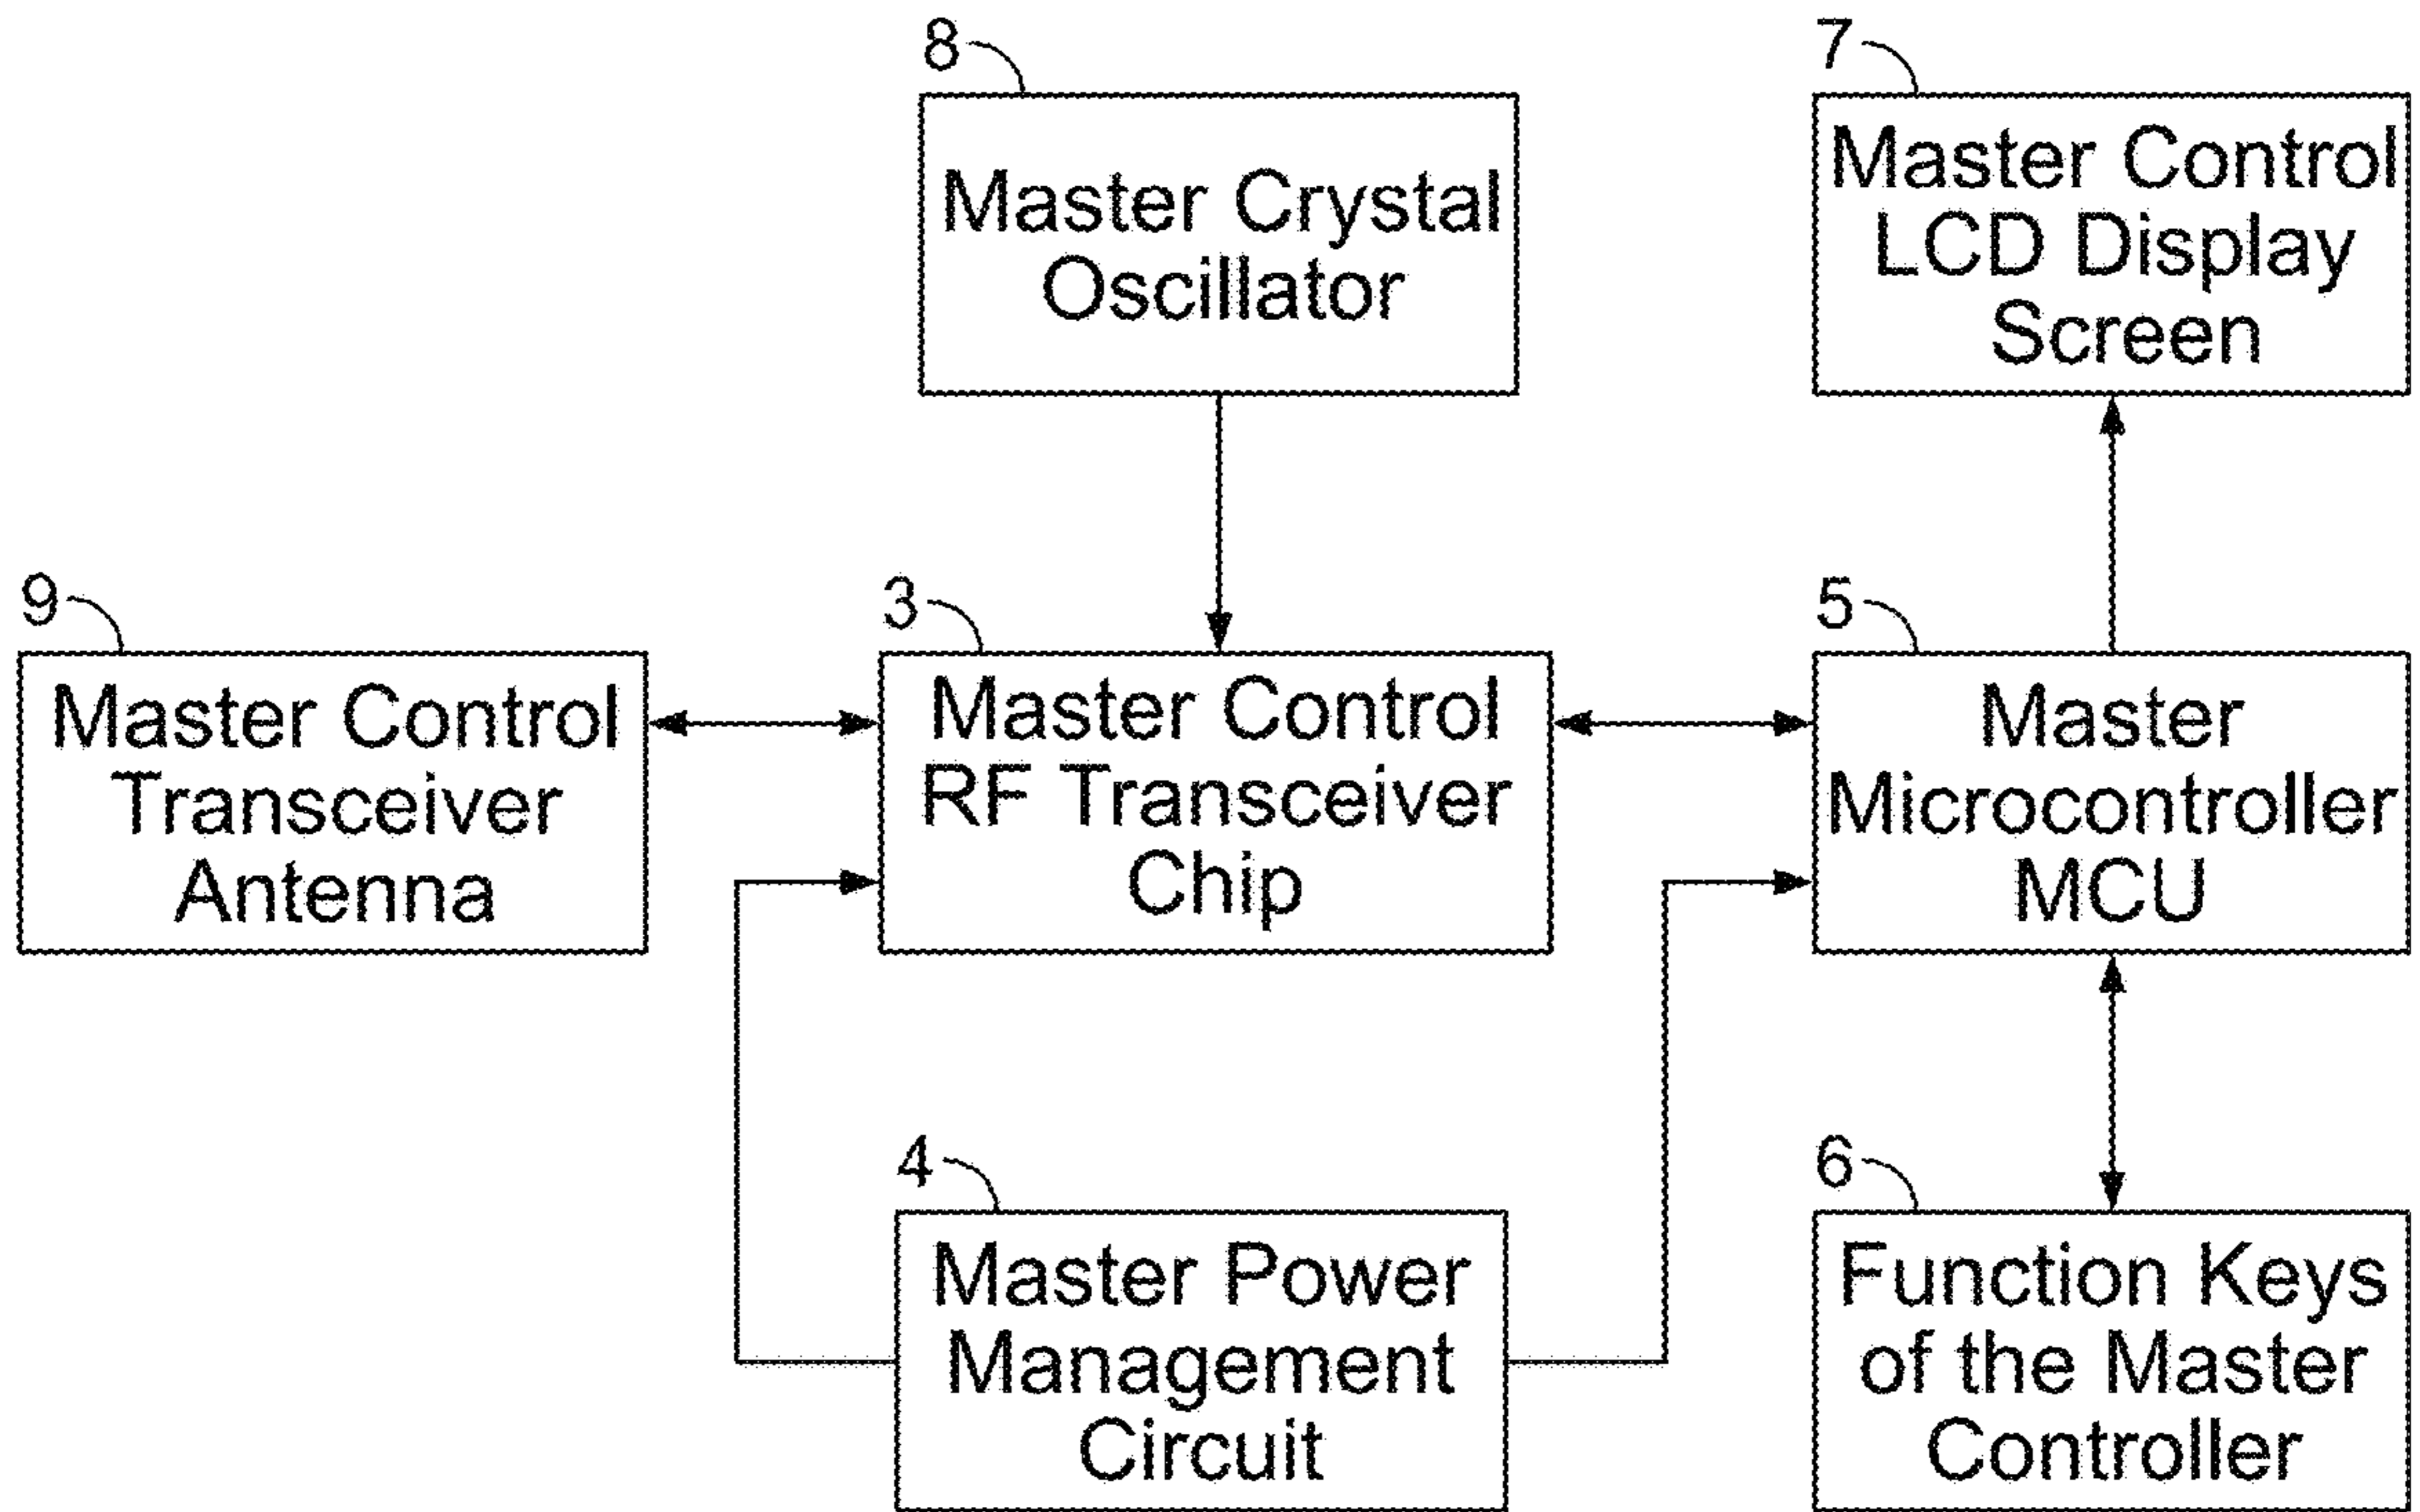 8
Master Crystal
Oscillator
7
Master Control
LCD Display
Screen
9
Master Control
Transceiver
Antenna
3
Master Control
RF Transceiver
Chip
5
Master
Microcontroller
MCU
4
Master Power
Management
Circuit
6
Function Keys
of the Master
Controller